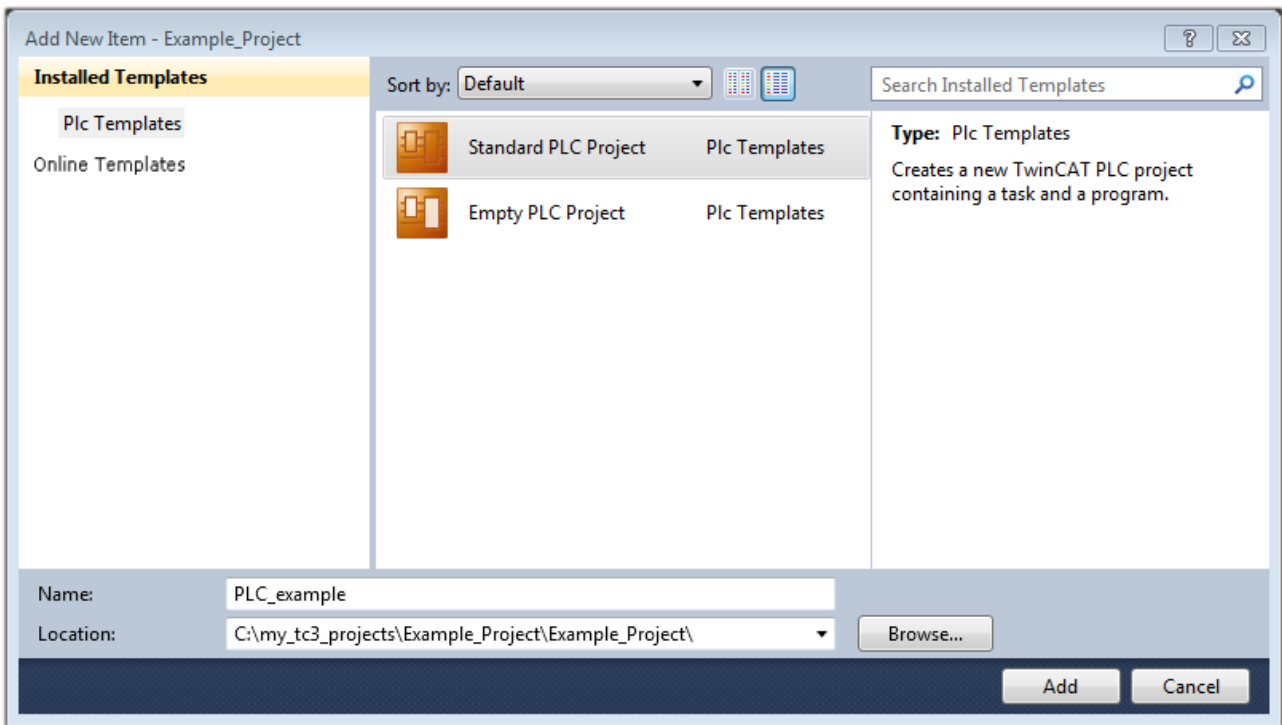 Add New Item - Example_Project
Installed Templates
Plc Templates
Online Templates
Sort by: Default
Standard PLC Project Plc Templates
Empty PLC Project Plc Templates
Search Installed Templates
Type: Plc Templates
Creates a new TwinCAT PLC project
containing a task and a program.
Name: PLC_example
Location: C:\my_tc3_projects\Example_Project\Example_Project\ Browse...
Add Cancel